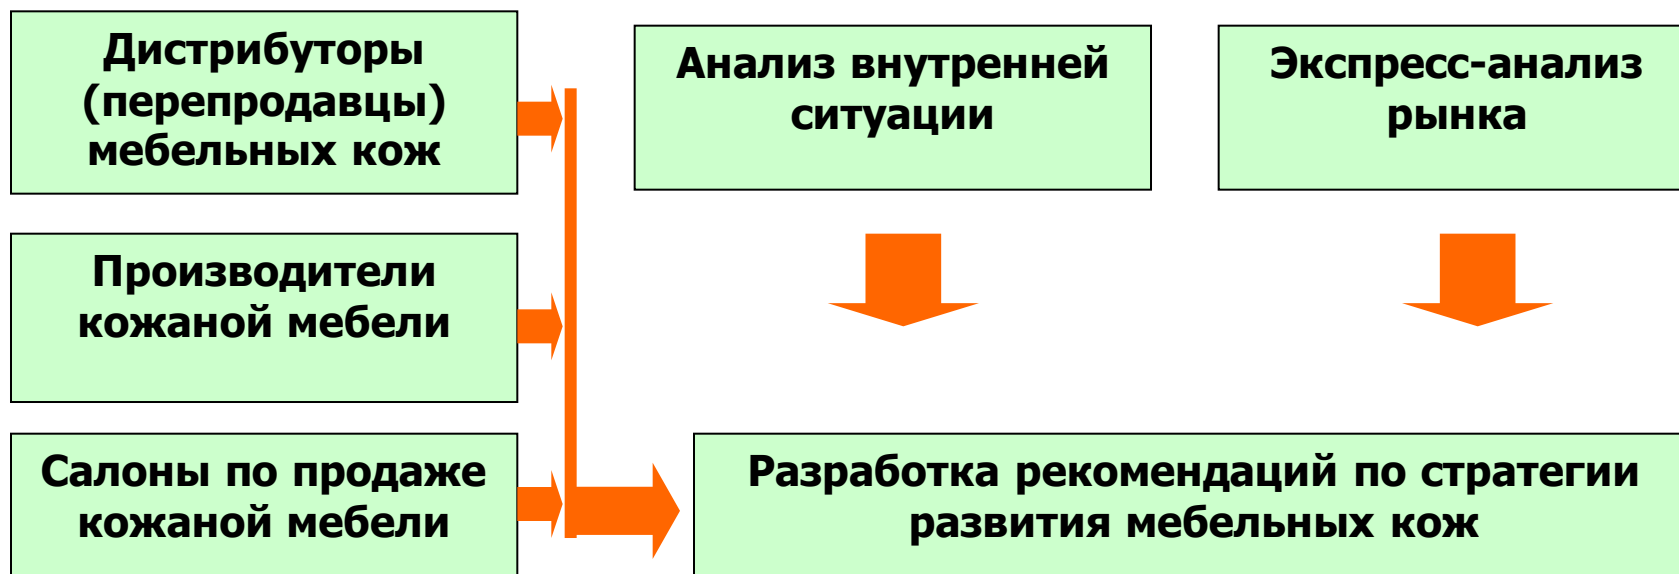 Дистрибуторы
(перепродавцы)
мебельных кож
Анализ внутренней
ситуации
Экспресс-анализ
рынка
Производители
кожаной мебели
Салоны по продаже
кожаной мебели
Разработка рекомендаций по стратегии
развития мебельных кож